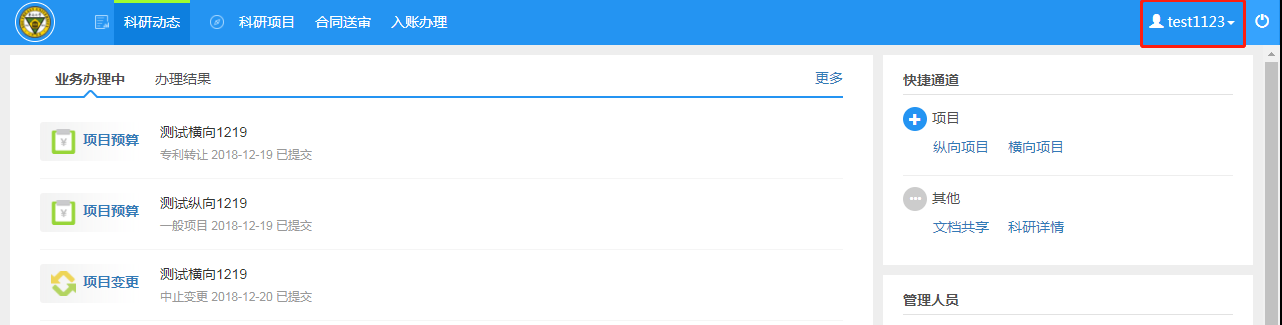 科研动态 科研项目 合同送审 入账办理 test1123
业务办理中 办理结果 更多
项目预算 测试横向1219
专利转让 2018-12-19 已提交
项目预算 测试纵向1219
一般项目 2018-12-19 已提交
项目变更 测试横向1219
中止变更 2018-12-20 已提交
快捷通道
项目
纵向项目 横向项目
其他
文档共享 科研详情
管理人员